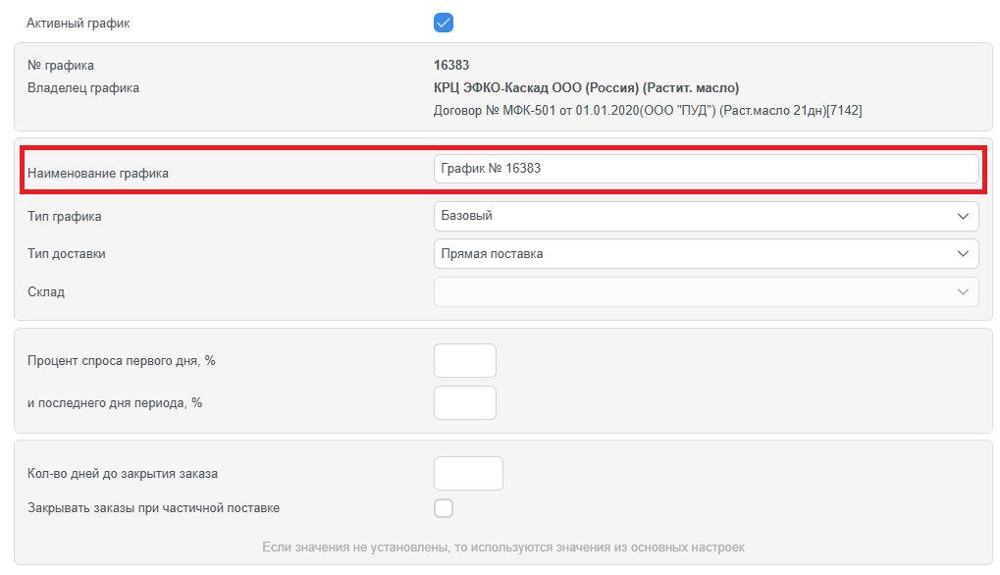 Активный график
№ графика 16383
Владелец графика КРЦ ЭФКО-Каскад ООО (Россия) (Растит. масло)
Договор № МФК-501 от 01.01.2020(ООО "ПУД") (Раст.масло 21дн)[7142]
Наименование графика График № 16383
Тип графика Базовый
Тип доставки Прямая поставка
Склад
Процент спроса первого дня, %
и последнего дня периода, %
Кол-во дней до закрытия заказа
Закрывать заказы при частичной поставке
Если значения не установлены, то используются значения из основных настроек